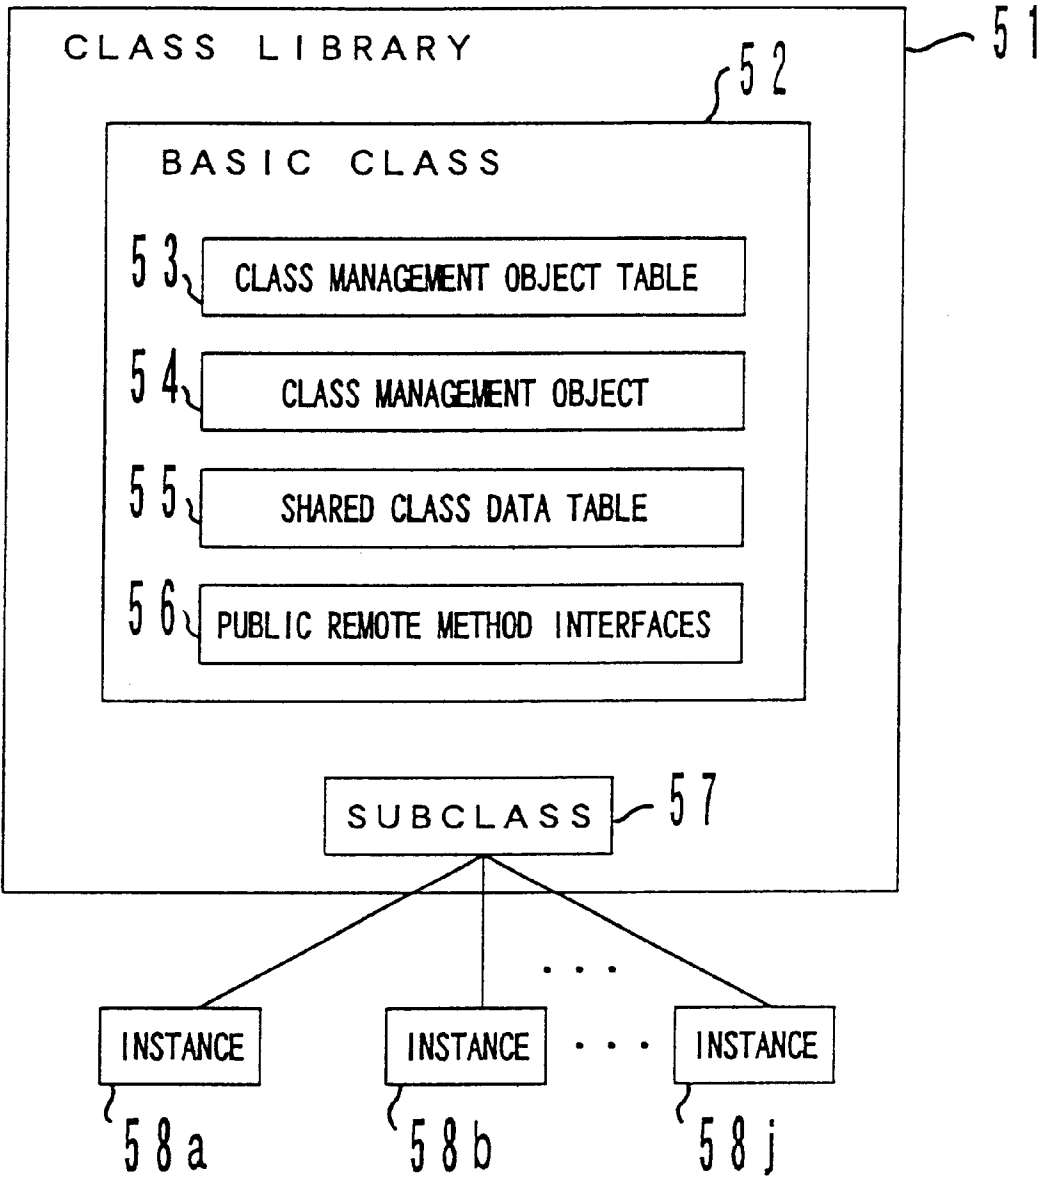 51
CLASS LIBRARY
52
BASIC CLASS
53
CLASS MANAGEMENT OBJECT TABLE
54
CLASS MANAGEMENT OBJECT
55
SHARED CLASS DATA TABLE
56
PUBLIC REMOTE METHOD INTERFACES
SUBCLASS
57
. . .
INSTANCE
INSTANCE
. . .
INSTANCE
58a
58b
58j